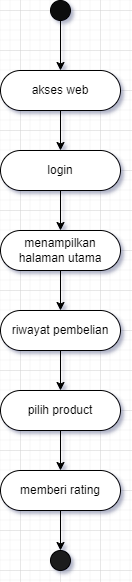 akses web
login
menampilkan
halaman utama
riwayat pembelian
pilih product
memberi rating